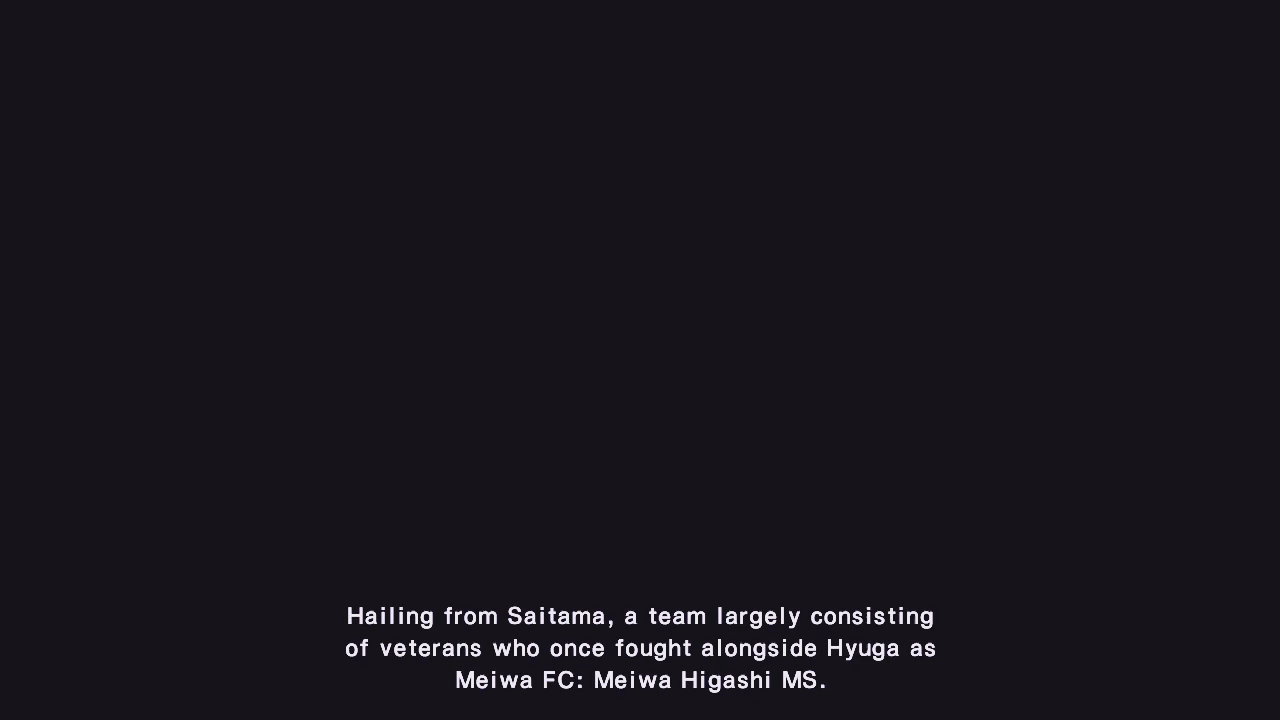 Hailing from Saitama, a team largely consisting
of veterans who once fought alongside Hyuga as
Meiwa FC: Meiwa Higashi MS.